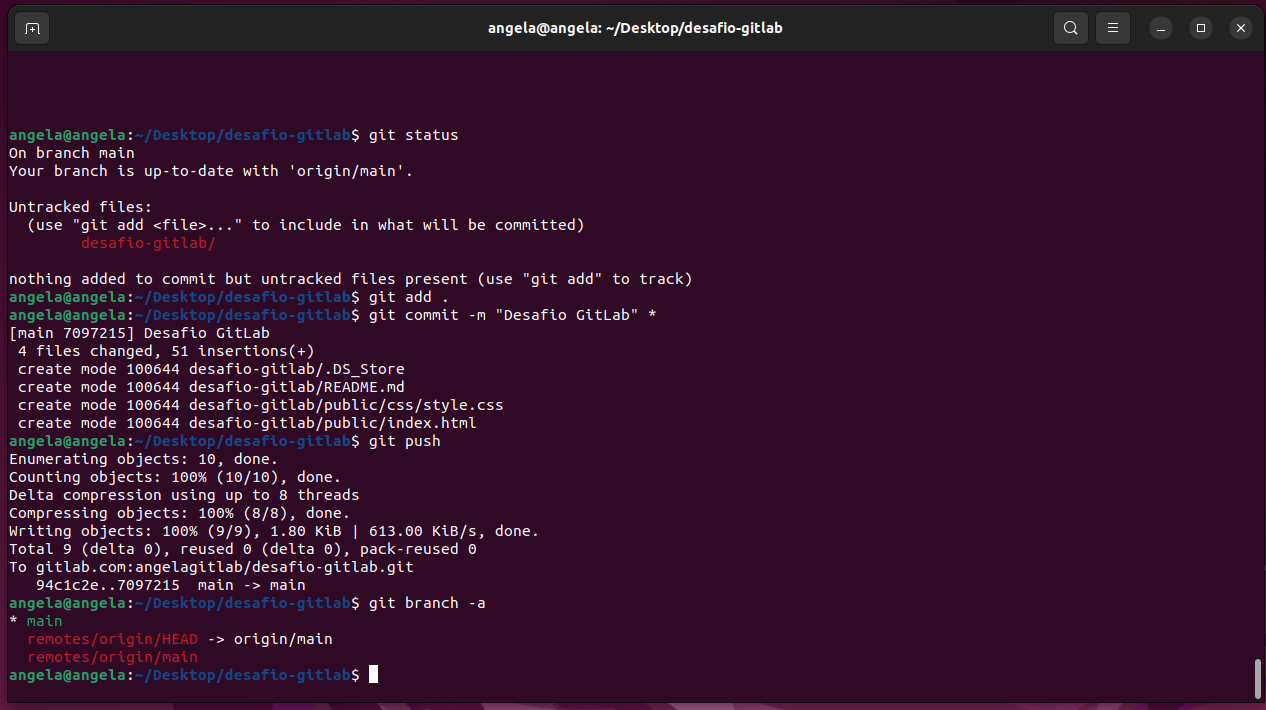 angela@angela: ~/Desktop/desafio-gitlab
angela@angela:~/Desktop/desafio-gitlab$ git status
On branch main
Your branch is up-to-date with 'origin/main'.
Untracked files:
  (use "git add <file>..." to include in what will be committed)
        desafio-gitlab/
nothing added to commit but untracked files present (use "git add" to track)
angela@angela:~/Desktop/desafio-gitlab$ git add .
angela@angela:~/Desktop/desafio-gitlab$ git commit -m "Desafio GitLab" *
[main 7097215] Desafio GitLab
 4 files changed, 51 insertions(+)
 create mode 100644 desafio-gitlab/.DS_Store
 create mode 100644 desafio-gitlab/README.md
 create mode 100644 desafio-gitlab/public/css/style.css
 create mode 100644 desafio-gitlab/public/index.html
angela@angela:~/Desktop/desafio-gitlab$ git push
Enumerating objects: 10, done.
Counting objects: 100% (10/10), done.
Delta compression using up to 8 threads
Compressing objects: 100% (8/8), done.
Writing objects: 100% (9/9), 1.80 KiB | 613.00 KiB/s, done.
Total 9 (delta 0), reused 0 (delta 0), pack-reused 0
To gitlab.com:angelagitlab/desafio-gitlab.git
   94c1c2e..7097215  main -> main
angela@angela:~/Desktop/desafio-gitlab$ git branch -a
* main
  remotes/origin/HEAD -> origin/main
  remotes/origin/main
angela@angela:~/Desktop/desafio-gitlab$